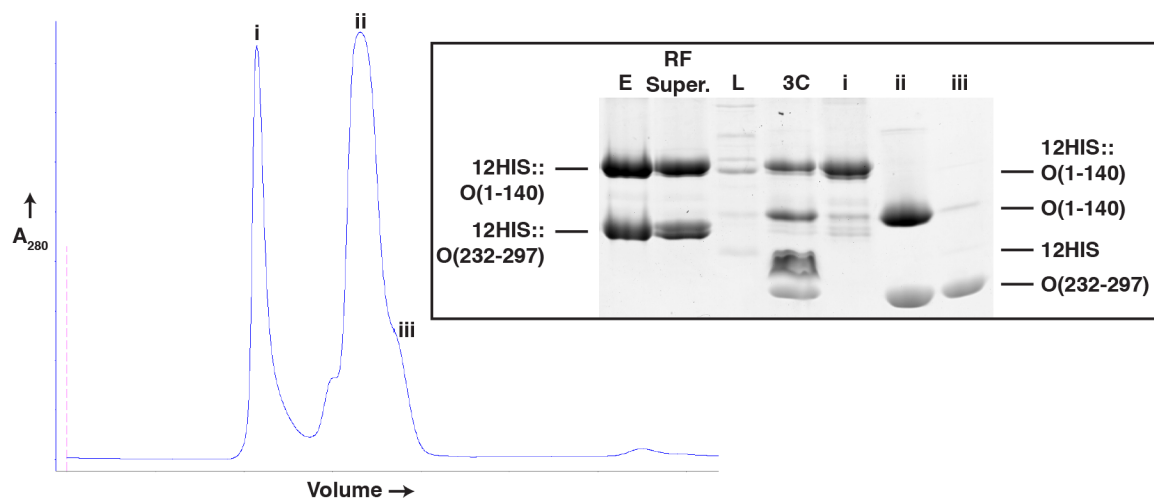 i
ii
iii
A280
Volume →
E
RF
Super.
L
3C
i
ii
iii
12HIS::
O(1-140)
12HIS::
O(232-297)
12HIS::
O(1-140)
O(1-140)
12HIS
O(232-297)